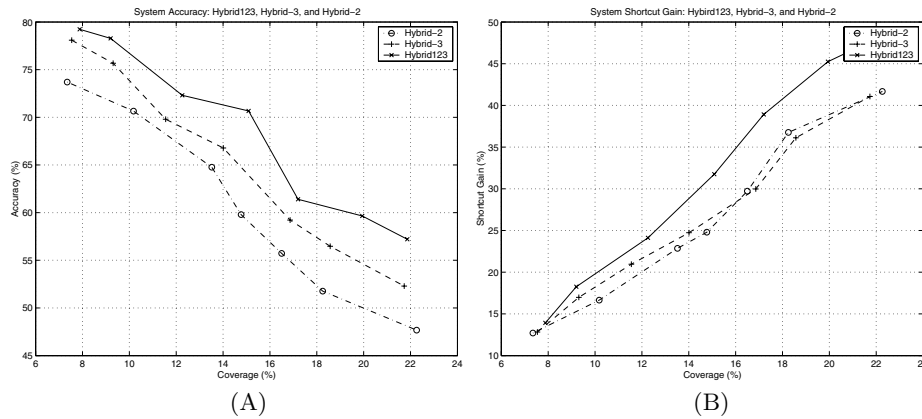 System Accuracy: Hybrid123, Hybrid−3, and Hybrid−2
80
75
70
65
60
55
50
45
Accuracy (%)
6 8 10 12 14 16 18 20 22 24
Coverage (%)
Hybrid−2
Hybrid−3
Hybrid123
(A)
System Shortcut Gain: Hybird123, Hybrid−3, and Hybrid−2
50
45
40
35
30
25
20
15
10
Shortcut Gain (%)
6 8 10 12 14 16 18 20 22
Coverage (%)
Hybrid−2
Hybrid−3
Hybrid123
(B)